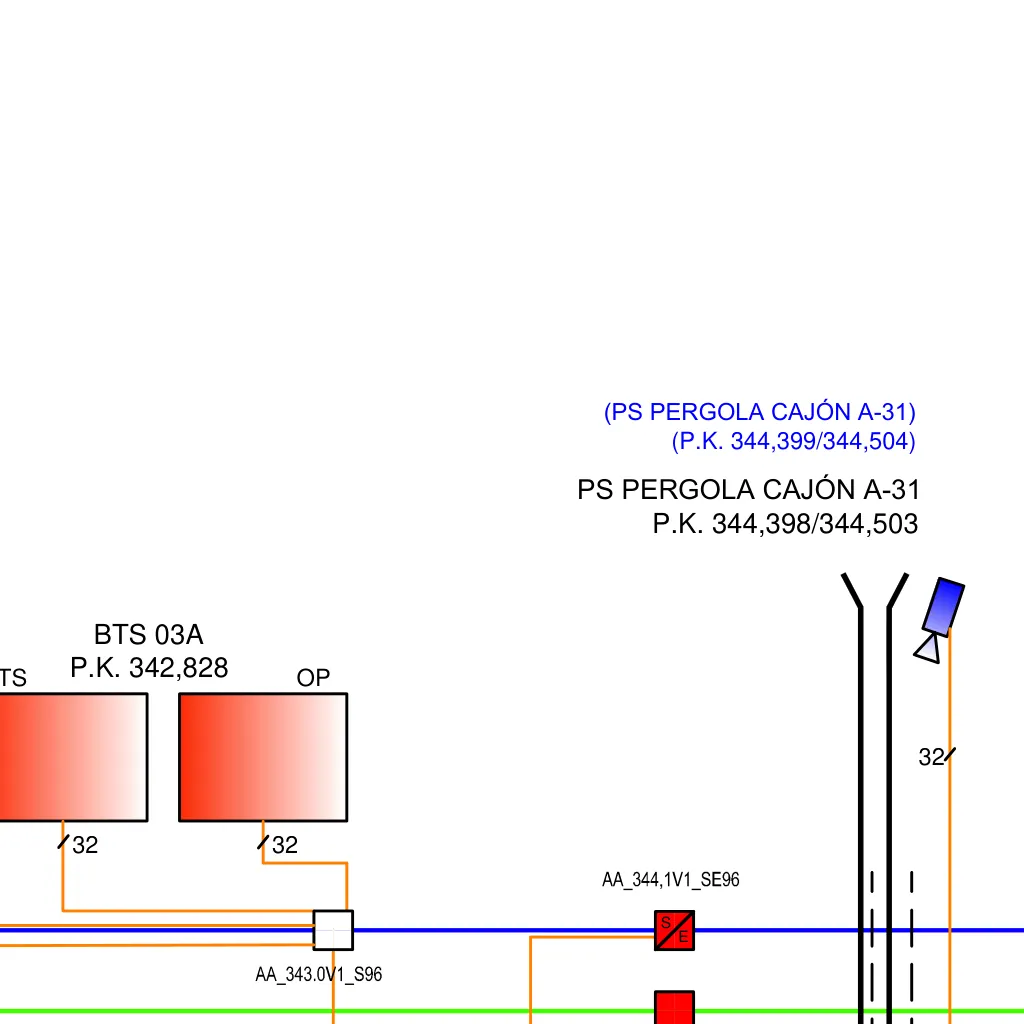 (PS PERGOLA CAJÓN A-31)
(P.K. 344,399/344,504)
PS PERGOLA CAJÓN A-31
P.K. 344,398/344,503
BTS 03A
P.K. 342,828
TS
OP
32
32
32
AA_344,1V1_SE96
S
E
AA_343.0V1_S96